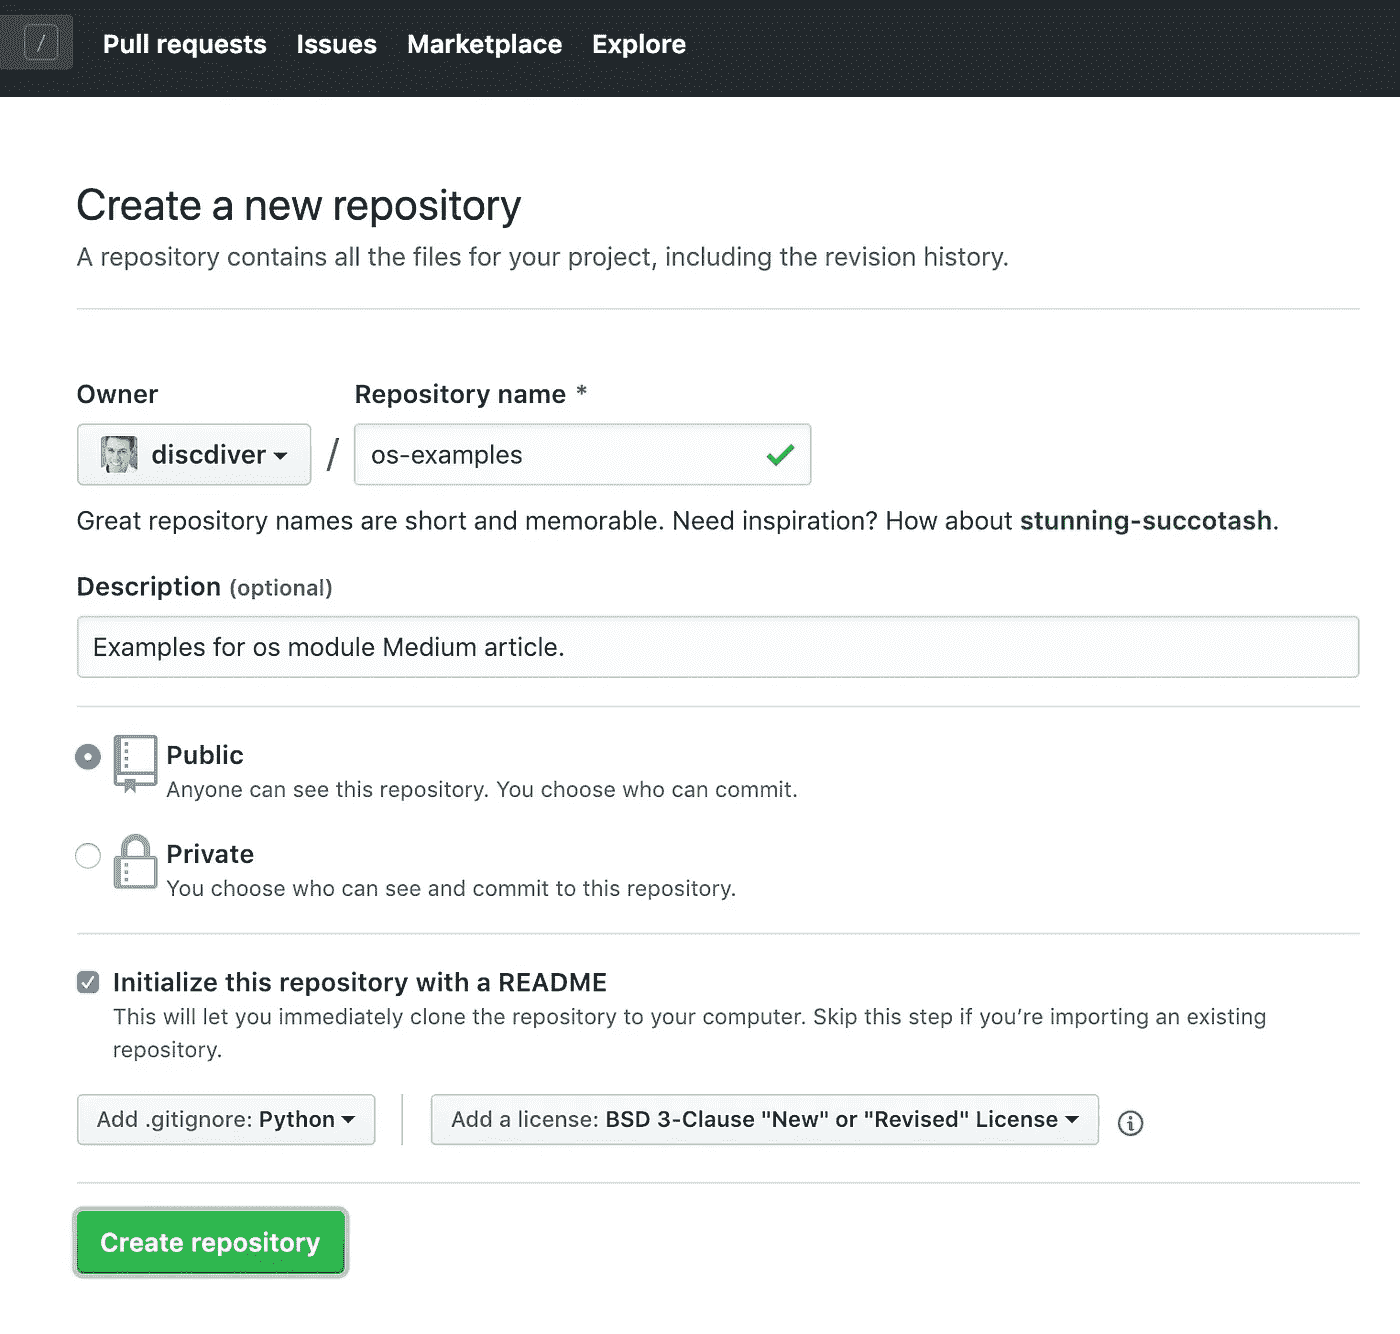 / Pull requests Issues Marketplace Explore
Create a new repository
A repository contains all the files for your project, including the revision history.
Owner Repository name *
discdiver / os-examples
Great repository names are short and memorable. Need inspiration? How about stunning-succotash.
Description (optional)
Examples for os module Medium article.
Public
Anyone can see this repository. You choose who can commit.
Private
You choose who can see and commit to this repository.
Initialize this repository with a README
This will let you immediately clone the repository to your computer. Skip this step if you’re importing an existing
repository.
Add .gitignore: Python Add a license: BSD 3-Clause "New" or "Revised" License
Create repository